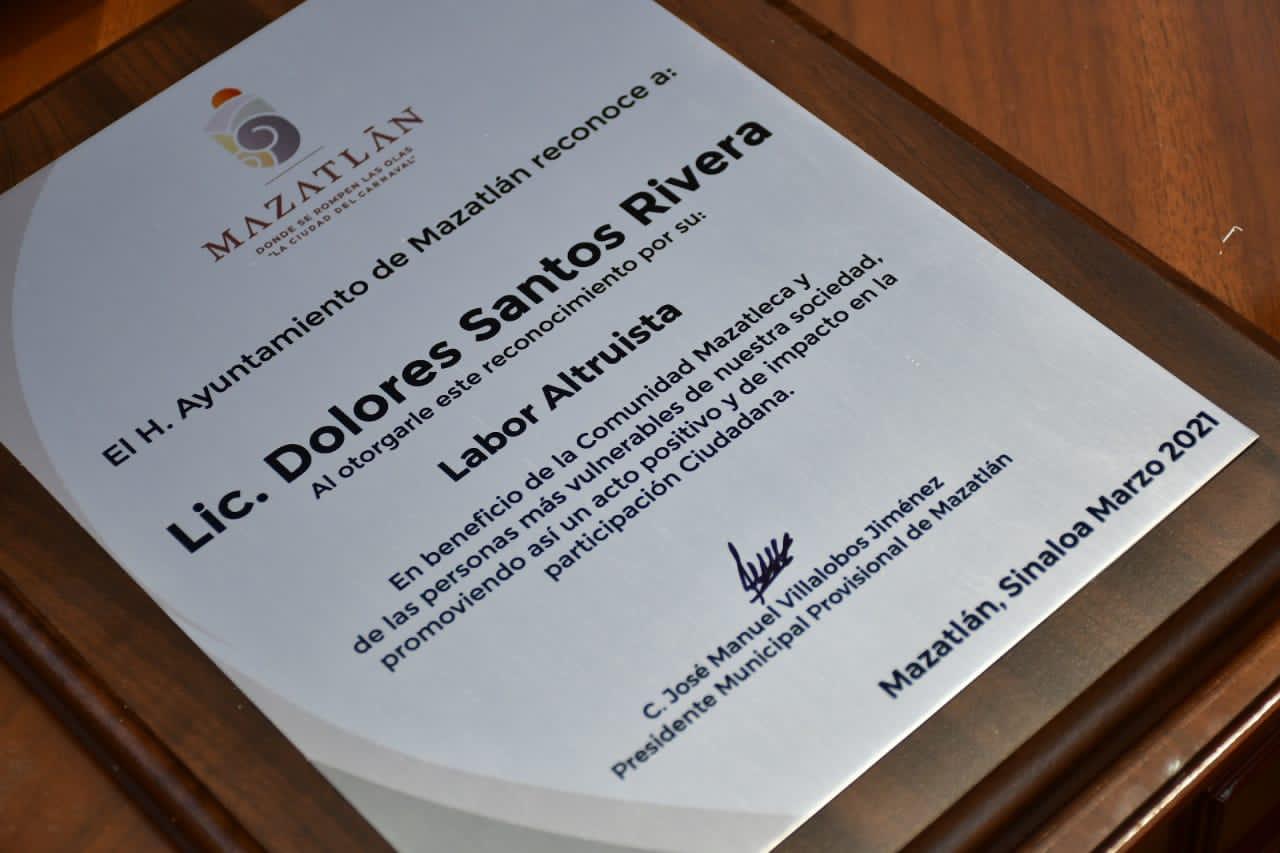 MAZATLÁN
DONDE SE ROMPEN LAS OLAS
"LA CIUDAD DEL CARNAVAL"
El H. Ayuntamiento de Mazatlán reconoce a:
Lic. Dolores Santos Rivera
Al otorgarle este reconocimiento por su:
Labor Altruista
En beneficio de la Comunidad Mazatleca y
de las personas más vulnerables de nuestra sociedad,
promoviendo así un acto positivo y de impacto en la
participación Ciudadana.
C. José Manuel Villalobos Jiménez
Presidente Municipal Provisional de Mazatlán
Mazatlán, Sinaloa Marzo 2021